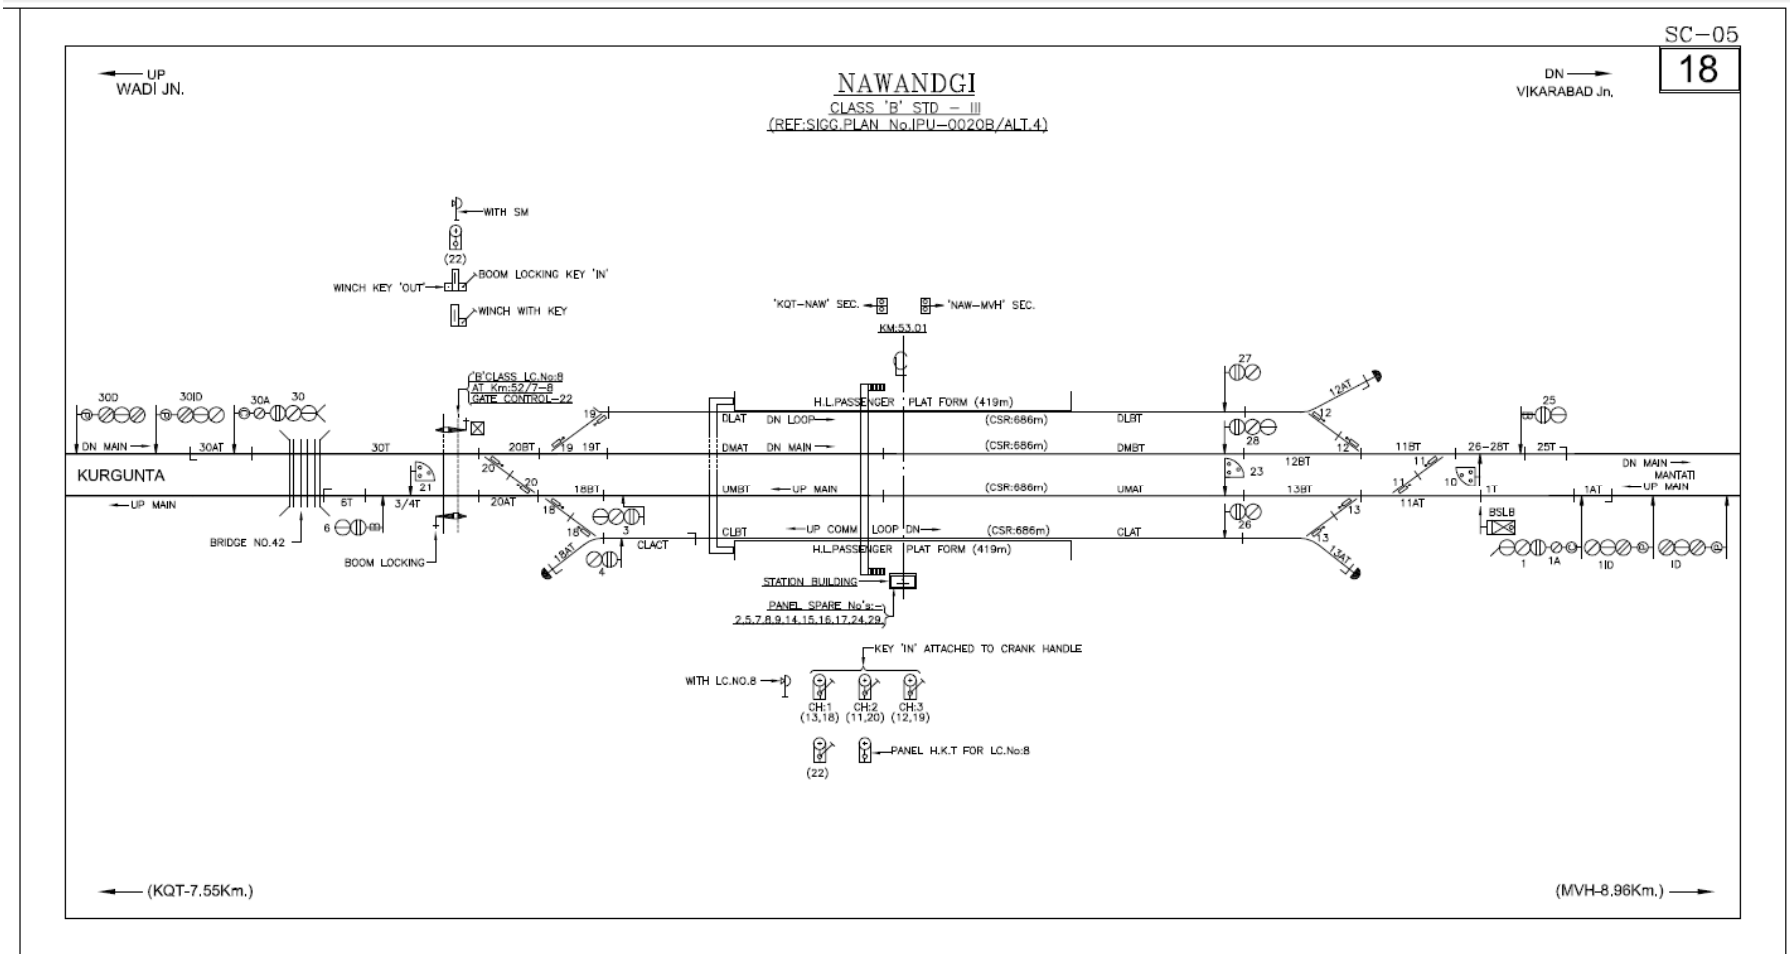 SC-05
18
UP
WADI JN.
NAWANDGI
CLASS 'B' STD - III
(REF:SIGG.PLAN No.IPU-0020B/ALT.4)
DN
VIKARABAD Jn.
WITH SM
(22)
BOOM LOCKING KEY 'IN'
WINCH KEY 'OUT'
WINCH WITH KEY
'KQT-NAW' SEC.
'NAW-MVH' SEC.
KM:53.01
'B'CLASS LC.No:8
AT Km:52/7-8
GATE CONTROL-22
30D
30ID
30A
30
27
12AT
25
H.L.PASSENGER PLAT FORM (419m)
19
DLAT
DN LOOP
(CSR:686m)
DLBT
12
28
DN MAIN
30AT
30T
20BT
19
19T
DMAT
DN MAIN
(CSR:686m)
DMBT
12
11BT
26-28T
25T
12BT
DN MAIN
KURGUNTA
21
20
20
23
11
11
10
MANTATI
UP MAIN
UP MAIN
6T
3/4T
20AT
18BT
UMBT
UP MAIN
(CSR:686m)
UMAT
13BT
11AT
1T
1AT
6
18
18
3
26
13
13
BSLB
BRIDGE NO.42
BOOM LOCKING
18AT
4
CLACT
CLBT
UP COMM LOOP DN
(CSR:686m)
CLAT
13AT
1
1A
1ID
ID
H.L.PASSENGER PLAT FORM (419m)
STATION BUILDING
PANEL SPARE No's:-
2,5,7,8,9,14,15,16,17,24,29
KEY 'IN' ATTACHED TO CRANK HANDLE
WITH LC.NO.8
CH:1 CH:2 CH:3
(13,18) (11,20) (12,19)
PANEL H.K.T FOR LC.No:8
(22)
(KQT-7.55Km.)
(MVH-8.96Km.)